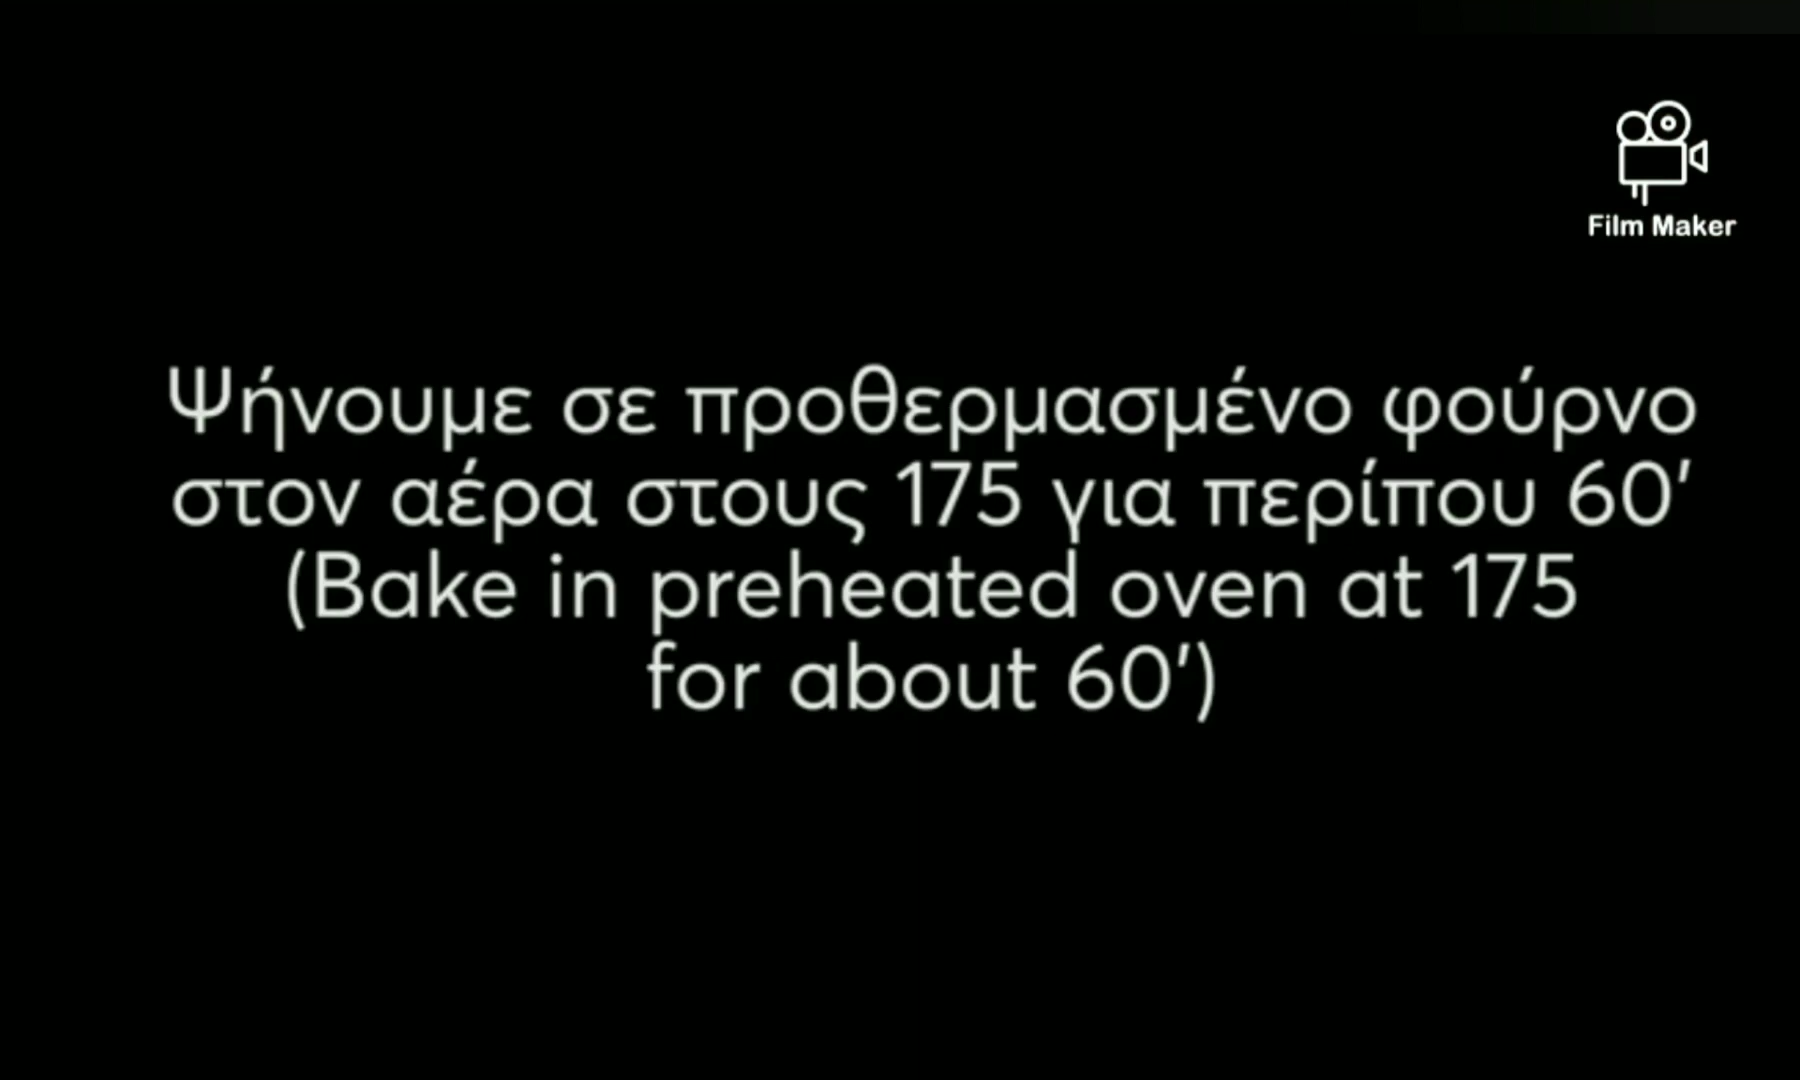 Film Maker
Ψήνουμε σε προθερμασμένο φούρνο
στον αέρα στους 175 για περίπου 60'
(Bake in preheated oven at 175
for about 60')